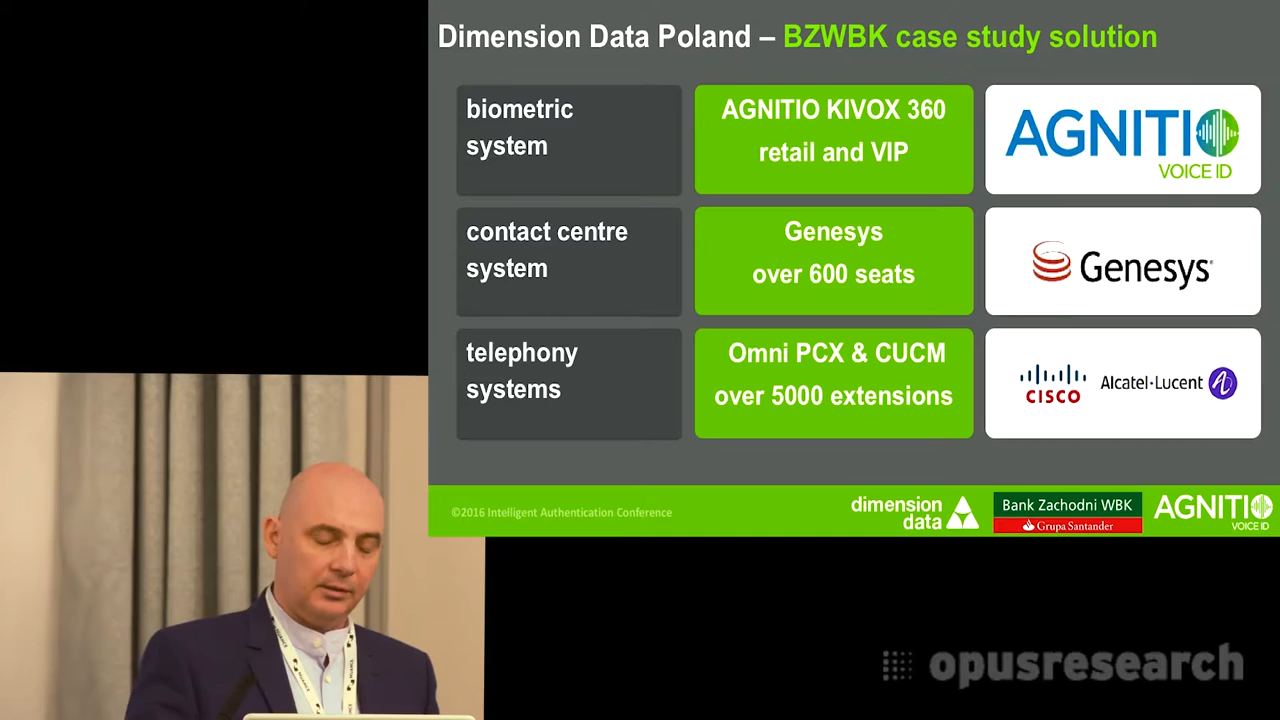 Dimension Data Poland – BZWBK case study solution
biometric
system
AGNITIO KIVOX 360
retail and VIP
AGNITIO
VOICE ID
contact centre
system
Genesys
over 600 seats
Genesys
telephony
systems
Omni PCX & CUCM
over 5000 extensions
CISCO
Alcatel·Lucent
©2016 Intelligent Authentication Conference
dimension
data
Bank Zachodni WBK
Grupa Santander
AGNITIO
VOICE ID
NUANCE
opusresearch